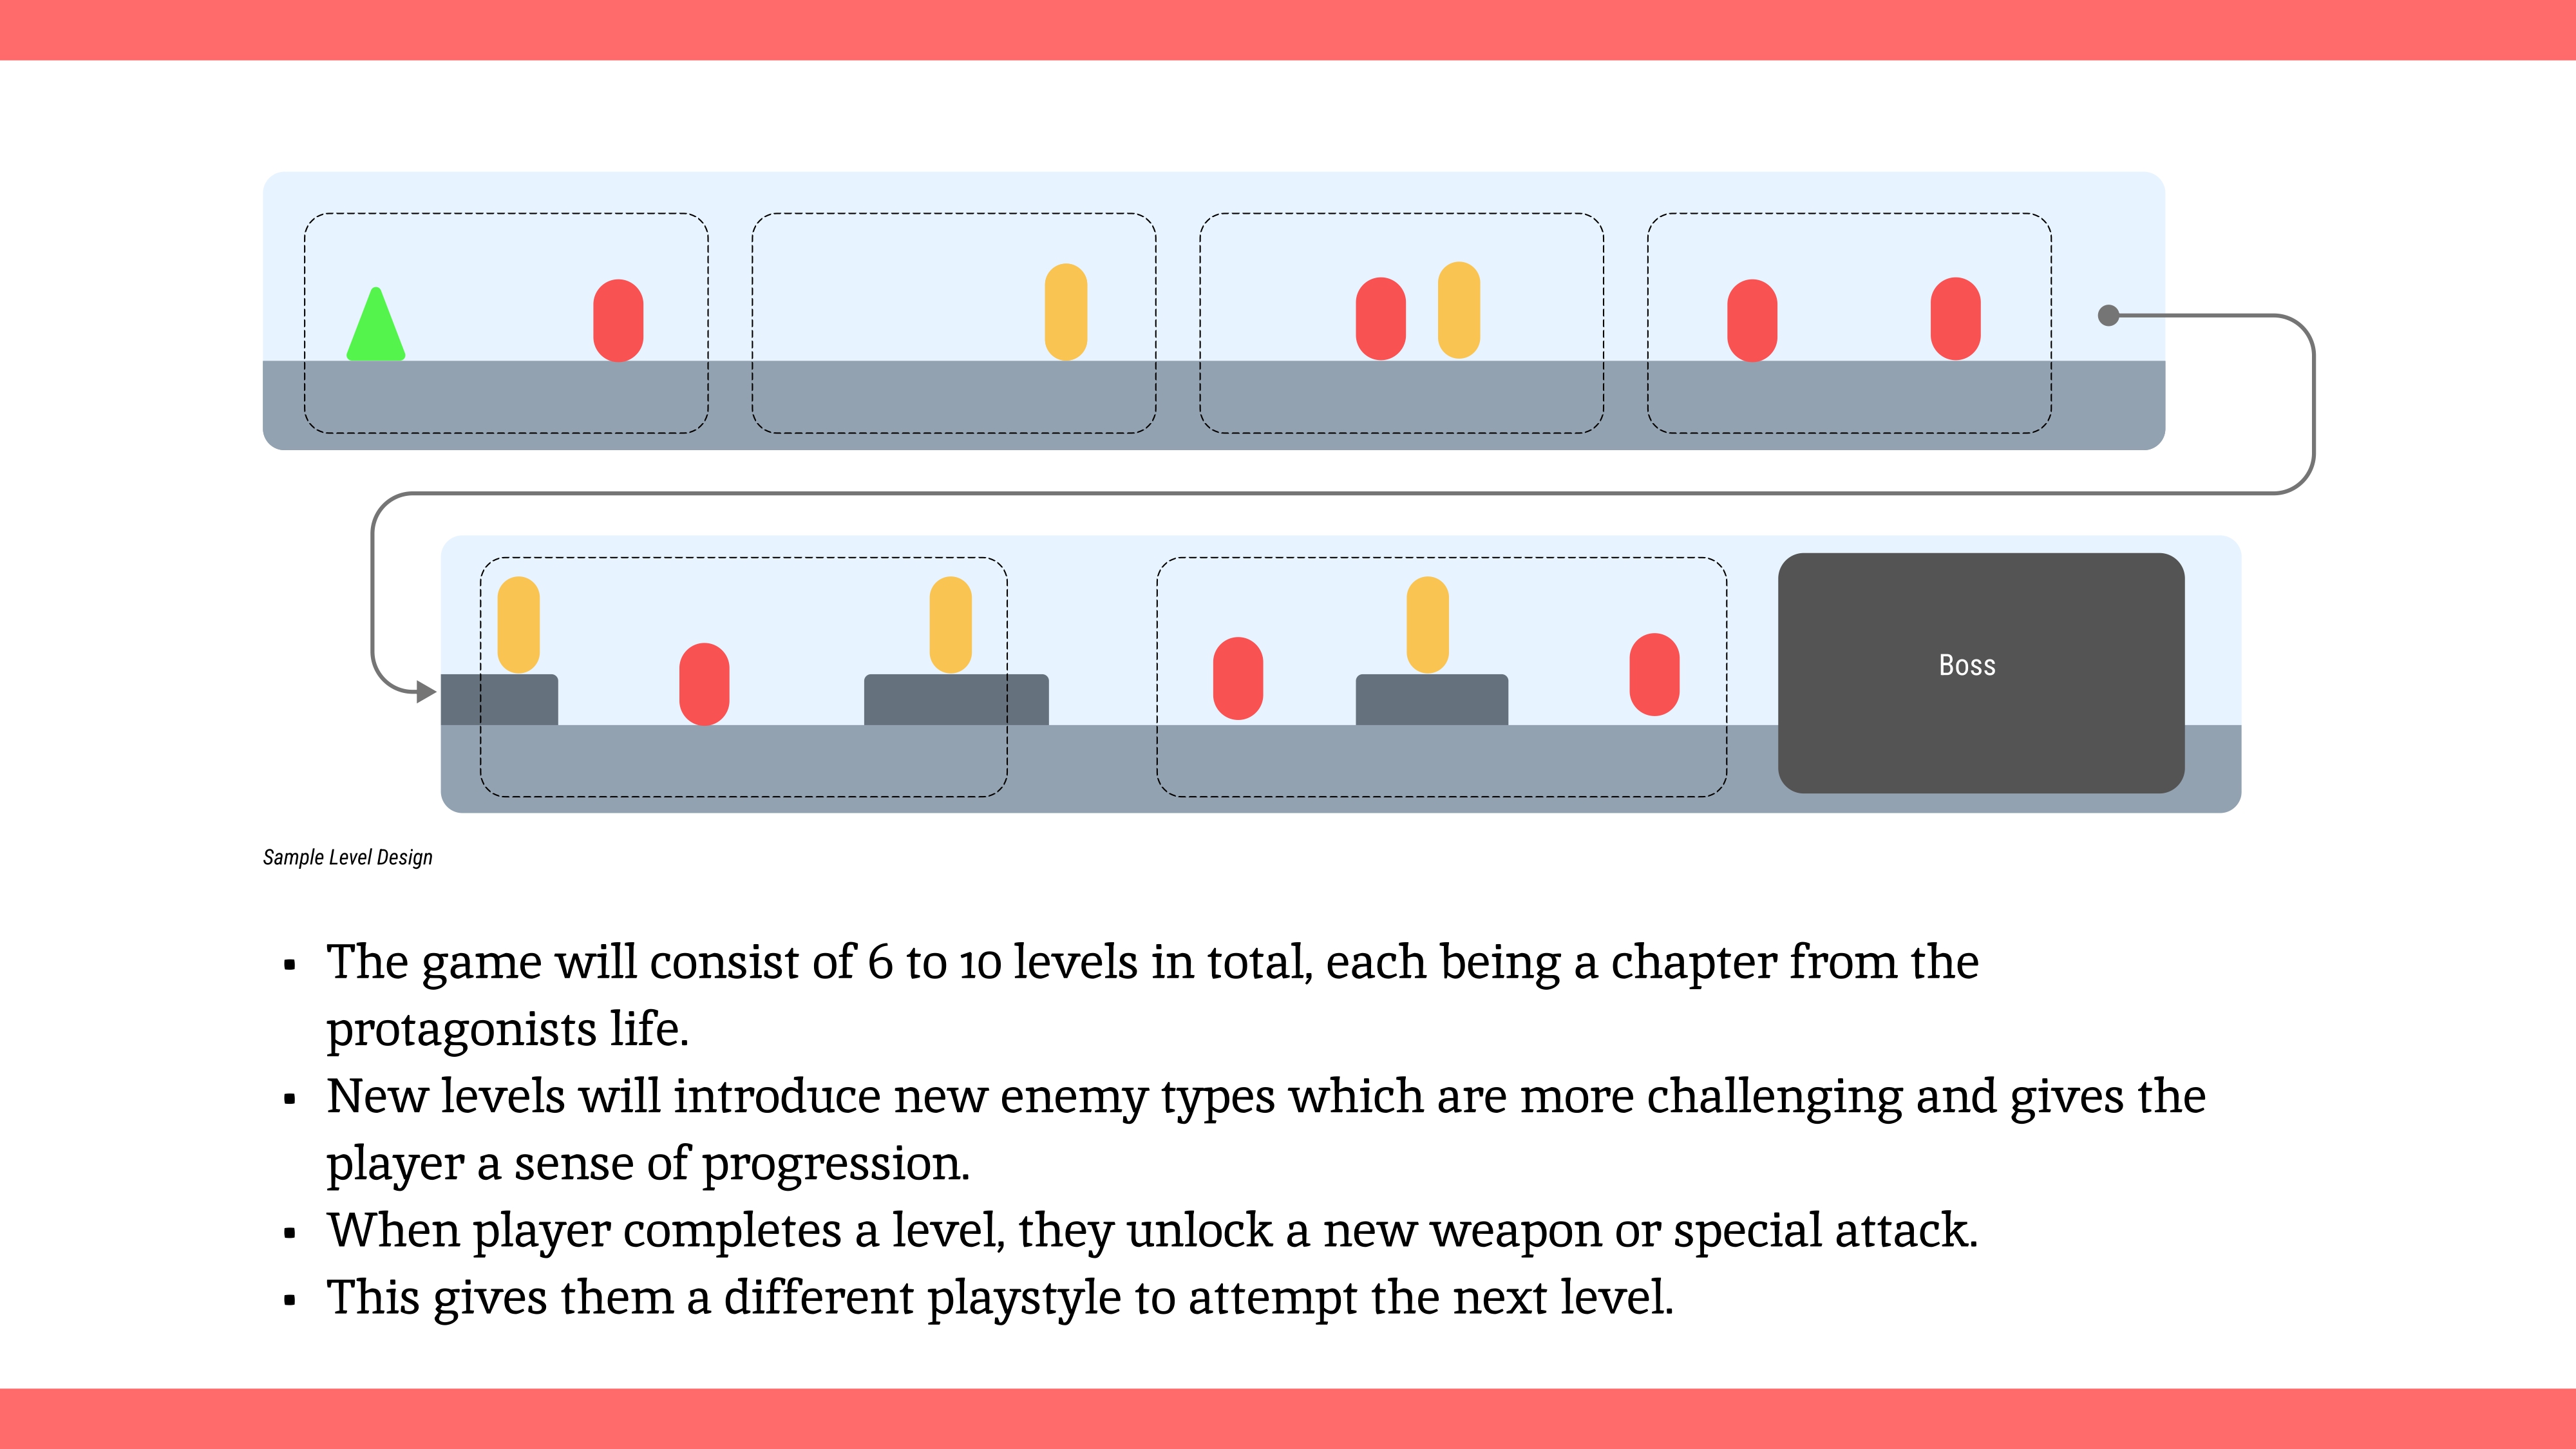 Boss
Sample Level Design
▪ The game will consist of 6 to 10 levels in total, each being a chapter from the
protagonists life.
▪ New levels will introduce new enemy types which are more challenging and gives the
player a sense of progression.
▪ When player completes a level, they unlock a new weapon or special attack.
▪ This gives them a different playstyle to attempt the next level.